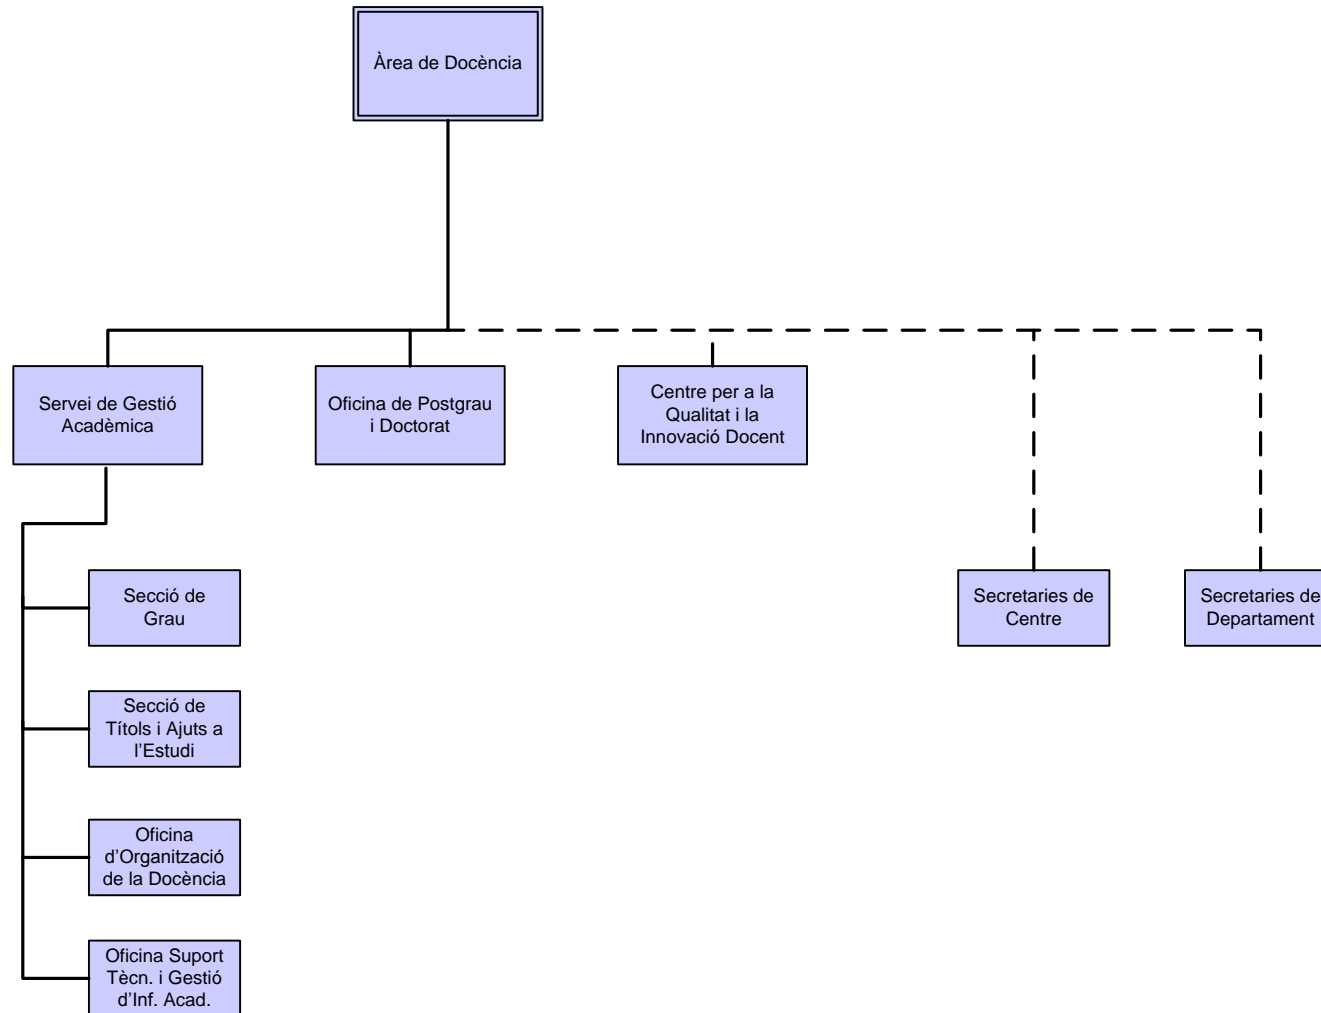 Àrea de Docència
Servei de Gestió
Acadèmica
Oficina de Postgrau
i Doctorat
Centre per a la
Qualitat i la
Innovació Docent
Secció de
Grau
Secretaries de
Centre
Secretaries de
Departament
Secció de
Títols i Ajuts a
l’Estudi
Oficina
d’Organització
de la Docència
Oficina Suport
Tècn. i Gestió
d’Inf. Acad.